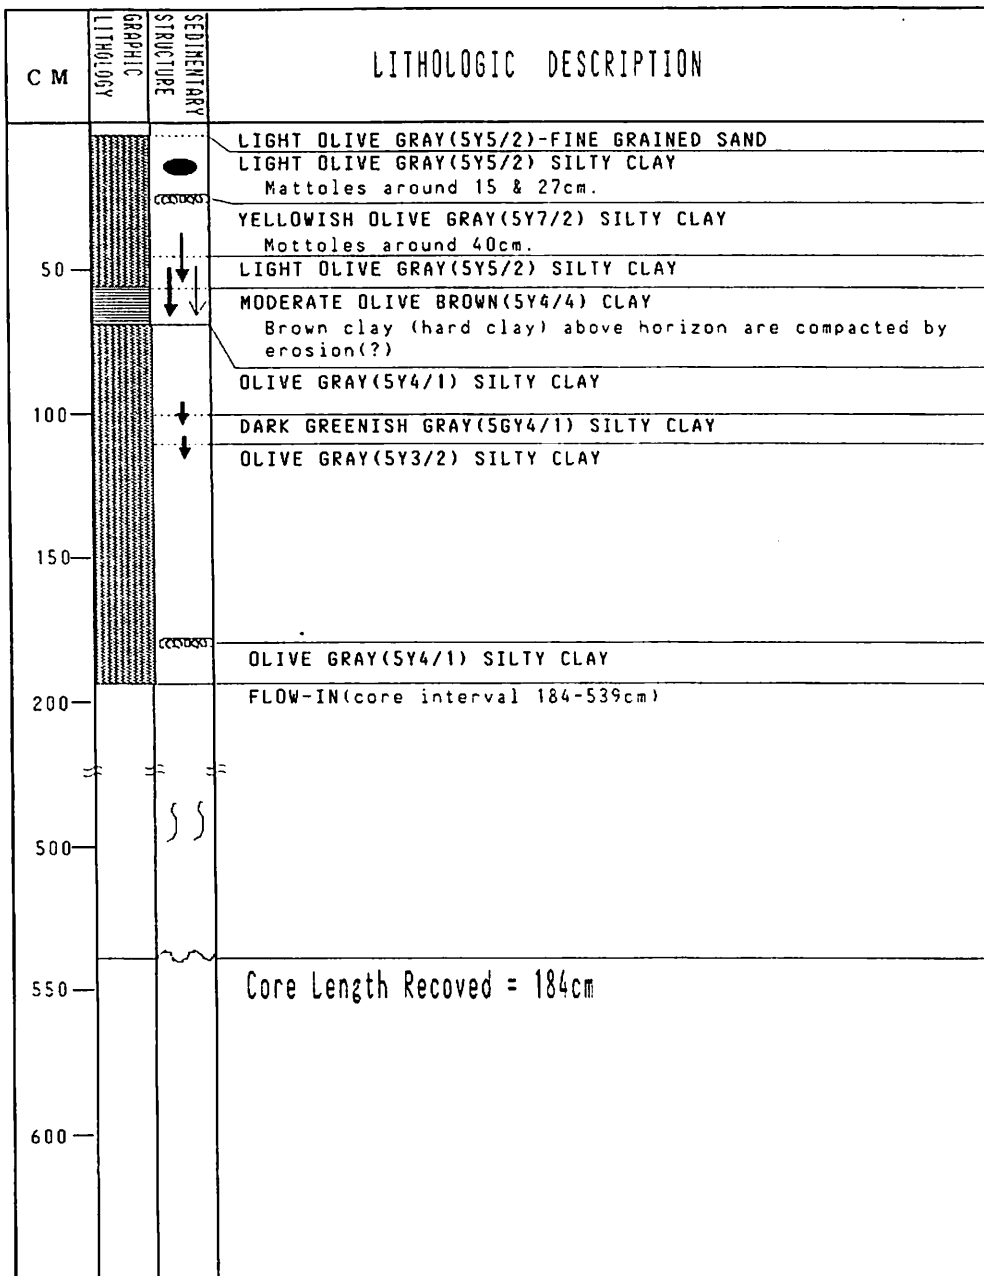 CM
GRAPHIC LITHOLOGY
SEDIMENTARY STRUCTURE
LITHOLOGIC DESCRIPTION
LIGHT OLIVE GRAY(5Y5/2)-FINE GRAINED SAND
LIGHT OLIVE GRAY(5Y5/2) SILTY CLAY
Mattoles around 15 & 27cm.
YELLOWISH OLIVE GRAY(5Y7/2) SILTY CLAY
Mottoles around 40cm.
50
LIGHT OLIVE GRAY(5Y5/2) SILTY CLAY
MODERATE OLIVE BROWN(5Y4/4) CLAY
Brown clay (hard clay) above horizon are compacted by
erosion(?)
OLIVE GRAY(5Y4/1) SILTY CLAY
100
DARK GREENISH GRAY(5GY4/1) SILTY CLAY
OLIVE GRAY(5Y3/2) SILTY CLAY
150
OLIVE GRAY(5Y4/1) SILTY CLAY
200
FLOW-IN(core interval 184-539cm)
500
550
Core Length Recoved = 184cm
600